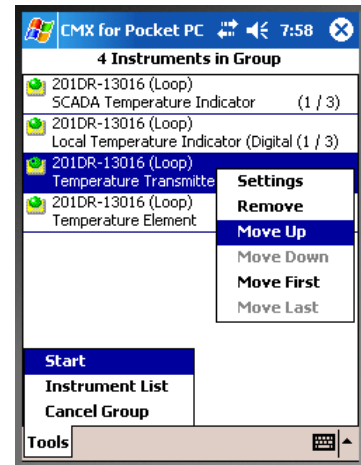 CMX for Pocket PC 7:58
4 Instruments in Group
201DR-13016 (Loop)
SCADA Temperature Indicator (1 / 3)
201DR-13016 (Loop)
Local Temperature Indicator (Digital (1 / 3)
201DR-13016 (Loop)
Temperature Transmitte
201DR-13016 (Loop)
Temperature Element
Settings
Remove
Move Up
Move Down
Move First
Move Last
Start
Instrument List
Cancel Group
Tools